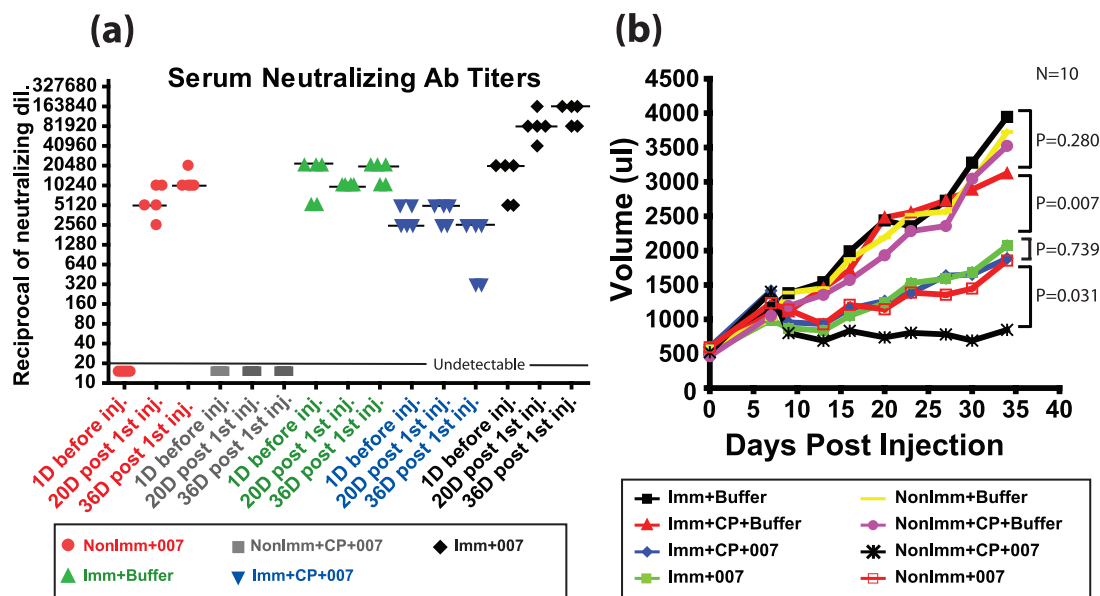 (a)
Serum Neutralizing Ab Titers
Reciprocal of neutralizing dil.
327680
163840
81920
40960
20480
10240
5120
2560
1280
640
320
160
80
40
20
10
Undetectable
1D before inj.
20D post 1st inj.
36D post 1st inj.
1D before inj.
20D post 1st inj.
36D post 1st inj.
1D before inj.
20D post 1st inj.
36D post 1st inj.
1D before inj.
20D post 1st inj.
36D post 1st inj.
1D before inj.
20D post 1st inj.
36D post 1st inj.
NonImm+007
NonImm+CP+007
Imm+007
Imm+Buffer
Imm+CP+007
(b)
N=10
Volume (ul)
4500
4000
3500
3000
2500
2000
1500
1000
500
0
P=0.280
P=0.007
P=0.739
P=0.031
0 5 10 15 20 25 30 35 40
Days Post Injection
Imm+Buffer
NonImm+Buffer
Imm+CP+Buffer
NonImm+CP+Buffer
Imm+CP+007
NonImm+CP+007
Imm+007
NonImm+007